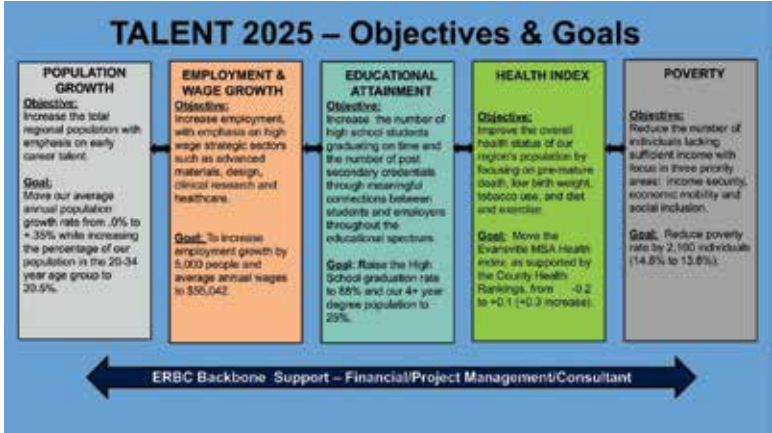 TALENT 2025 – Objectives & Goals
POPULATION
GROWTH
Objective:
Increase the total
regional population with
emphasis on early
career talent.
Goal:
Move our average
annual population
growth rate from .0% to
+.35% while increasing
the percentage of our
population in the 20-34
year age group to
20.5%.
EMPLOYMENT &
WAGE GROWTH
Objective:
Increase employment,
with emphasis on high
wage strategic sectors
such as advanced
materials, design,
clinical research and
healthcare.
Goal: To increase
employment growth by
5,000 people and
average annual wages
to $55,042.
EDUCATIONAL
ATTAINMENT
Objective:
Increase the number of
high school students
graduating on time and
the number of post
secondary credentials
through meaningful
connections between
students and employers
throughout the
educational spectrum.
Goal: Raise the High
School graduation rate
to 88% and our 4+ year
degree population to
25%.
HEALTH INDEX
Objective:
Improve the overall
health status of our
region's population by
focusing on pre-mature
death, low birth weight,
tobacco use, and diet
and exercise.
Goal: Move the
Evansville MSA Health
Index, as supported by
the County Health
Rankings, from -0.2
to +0.1 (+0.3 increase).
POVERTY
Objective:
Reduce the number of
individuals lacking
sufficient income with
focus in three priority
areas: income security,
economic mobility and
social inclusion.
Goal: Reduce poverty
rate by 2,100 individuals
(14.8% to 13.8%).
ERBC Backbone Support – Financial/Project Management/Consultant